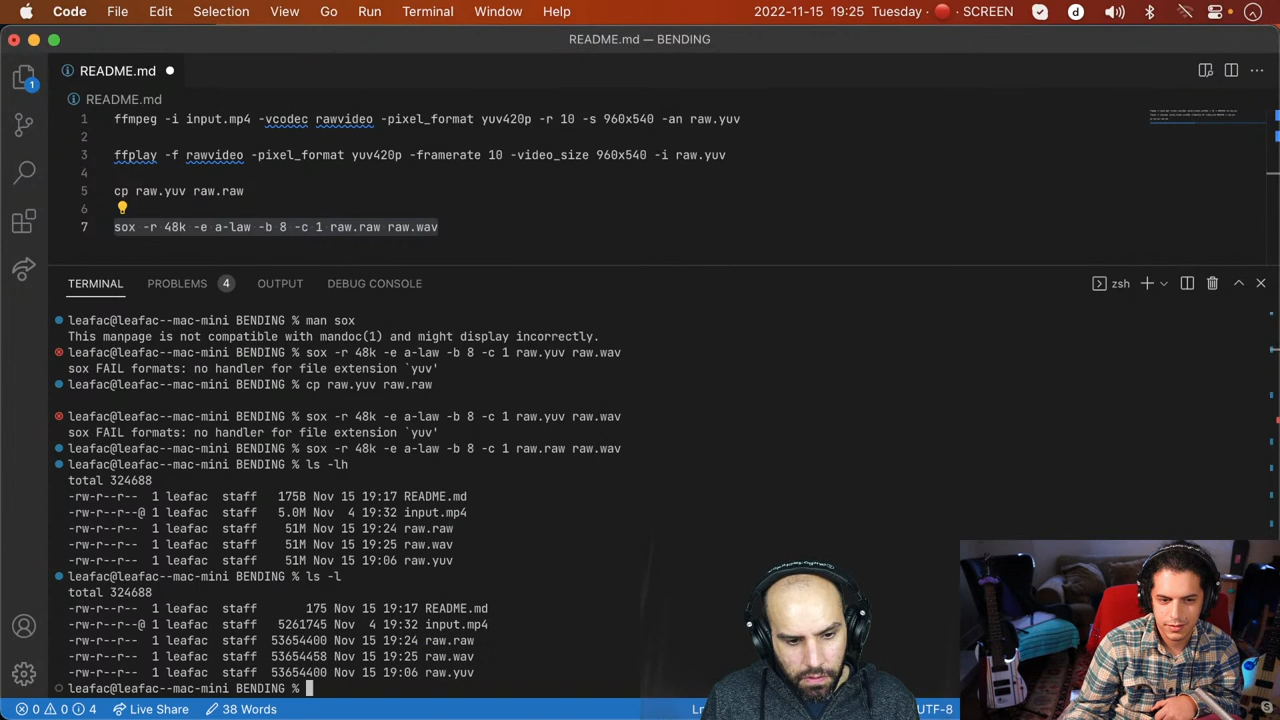 Code File Edit Selection View Go Run Terminal Window Help 2022-11-15 19:25 Tuesday SCREEN d
README.md — BENDING
1 README.md
README.md
1 ffmpeg -i input.mp4 -vcodec rawvideo -pixel_format yuv420p -r 10 -s 960x540 -an raw.yuv
2
3 ffplay -f rawvideo -pixel_format yuv420p -framerate 10 -video_size 960x540 -i raw.yuv
4
5 cp raw.yuv raw.raw
6
7 sox -r 48k -e a-law -b 8 -c 1 raw.raw raw.wav
TERMINAL PROBLEMS 4 OUTPUT DEBUG CONSOLE zsh
leafac@leafac--mac-mini BENDING % man sox
This manpage is not compatible with mandoc(1) and might display incorrectly.
leafac@leafac--mac-mini BENDING % sox -r 48k -e a-law -b 8 -c 1 raw.yuv raw.wav
sox FAIL formats: no handler for file extension `yuv'
leafac@leafac--mac-mini BENDING % cp raw.yuv raw.raw
leafac@leafac--mac-mini BENDING % sox -r 48k -e a-law -b 8 -c 1 raw.yuv raw.wav
sox FAIL formats: no handler for file extension `yuv'
leafac@leafac--mac-mini BENDING % sox -r 48k -e a-law -b 8 -c 1 raw.raw raw.wav
leafac@leafac--mac-mini BENDING % ls -lh
total 324688
-rw-r--r-- 1 leafac staff 175B Nov 15 19:17 README.md
-rw-r--r--@ 1 leafac staff 5.0M Nov 4 19:32 input.mp4
-rw-r--r-- 1 leafac staff 51M Nov 15 19:24 raw.raw
-rw-r--r-- 1 leafac staff 51M Nov 15 19:25 raw.wav
-rw-r--r-- 1 leafac staff 51M Nov 15 19:06 raw.yuv
leafac@leafac--mac-mini BENDING % ls -l
total 324688
-rw-r--r-- 1 leafac staff 175 Nov 15 19:17 README.md
-rw-r--r--@ 1 leafac staff 5261745 Nov 4 19:32 input.mp4
-rw-r--r-- 1 leafac staff 53654400 Nov 15 19:24 raw.raw
-rw-r--r-- 1 leafac staff 53654458 Nov 15 19:25 raw.wav
-rw-r--r-- 1 leafac staff 53654400 Nov 15 19:06 raw.yuv
leafac@leafac--mac-mini BENDING %
0 0 4 Live Share 38 Words Ln UTF-8